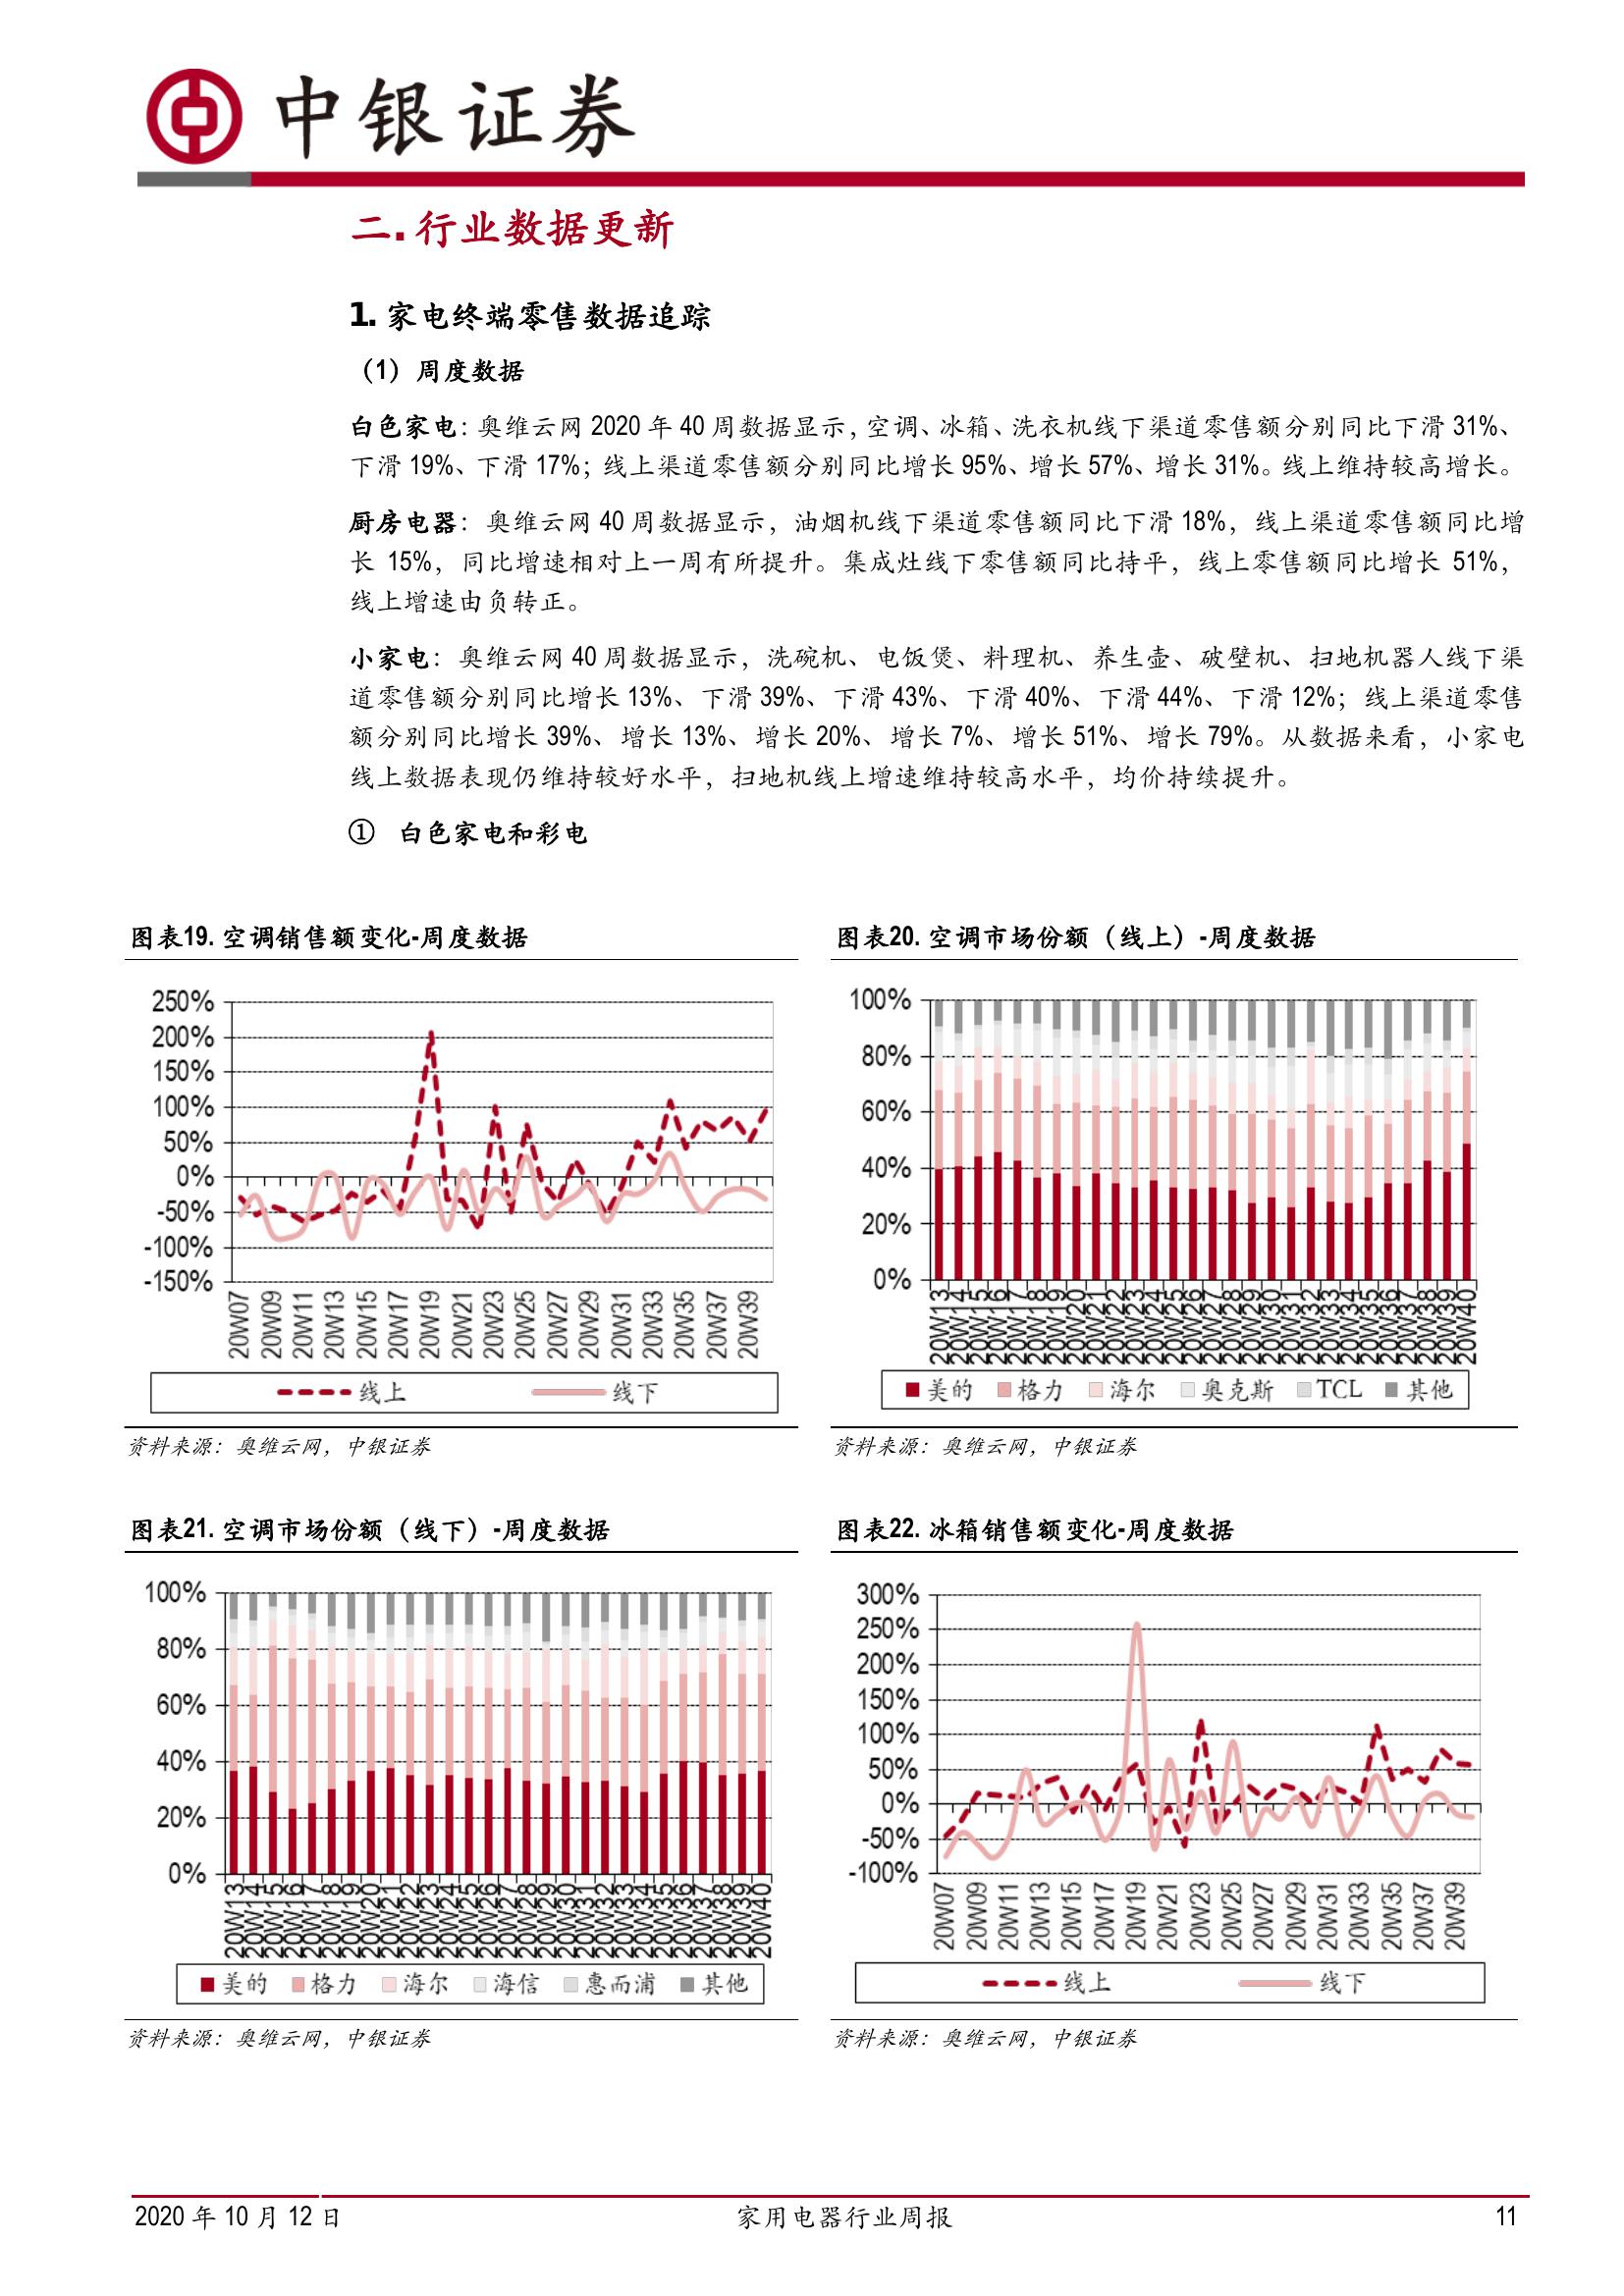 中银证券
二. 行业数据更新
1. 家电终端零售数据追踪
（1）周度数据
白色家电：奥维云网 2020 年 40 周数据显示，空调、冰箱、洗衣机线下渠道零售额分别同比下滑 31%、
下滑 19%、下滑 17%；线上渠道零售额分别同比增长 95%、增长 57%、增长 31%。线上维持较高增长。
厨房电器：奥维云网 40 周数据显示，油烟机线下渠道零售额同比下滑 18%，线上渠道零售额同比增
长 15%，同比增速相对上一周有所提升。集成灶线下零售额同比持平，线上零售额同比增长 51%，
线上增速由负转正。
小家电：奥维云网 40 周数据显示，洗碗机、电饭煲、料理机、养生壶、破壁机、扫地机器人线下渠
道零售额分别同比增长 13%、下滑 39%、下滑 43%、下滑 40%、下滑 44%、下滑 12%；线上渠道零售
额分别同比增长 39%、增长 13%、增长 20%、增长 7%、增长 51%、增长 79%。从数据来看，小家电
线上数据表现仍维持较好水平，扫地机线上增速维持较高水平，均价持续提升。
① 白色家电和彩电
图表19. 空调销售额变化-周度数据
250%
200%
150%
100%
50%
0%
-50%
-100%
-150%
20W07 20W09 20W11 20W13 20W15 20W17 20W19 20W21 20W23 20W25 20W27 20W29 20W31 20W33 20W35 20W37 20W39
线上 线下
资料来源：奥维云网，中银证券
图表20. 空调市场份额（线上）-周度数据
100%
80%
60%
40%
20%
0%
20W13 20W14 20W15 20W16 20W17 20W18 20W19 20W20 20W21 20W22 20W23 20W24 20W25 20W26 20W27 20W28 20W29 20W30 20W31 20W32 20W33 20W34 20W35 20W36 20W37 20W38 20W39 20W40
美的 格力 海尔 奥克斯 TCL 其他
资料来源：奥维云网，中银证券
图表21. 空调市场份额（线下）-周度数据
100%
80%
60%
40%
20%
0%
20W13 20W14 20W15 20W16 20W17 20W18 20W19 20W20 20W21 20W22 20W23 20W24 20W25 20W26 20W27 20W28 20W29 20W30 20W31 20W32 20W33 20W34 20W35 20W36 20W37 20W38 20W39 20W40
美的 格力 海尔 海信 惠而浦 其他
资料来源：奥维云网，中银证券
图表22. 冰箱销售额变化-周度数据
300%
250%
200%
150%
100%
50%
0%
-50%
-100%
20W07 20W09 20W11 20W13 20W15 20W17 20W19 20W21 20W23 20W25 20W27 20W29 20W31 20W33 20W35 20W37 20W39
线上 线下
资料来源：奥维云网，中银证券
2020 年 10 月 12 日 家用电器行业周报 11